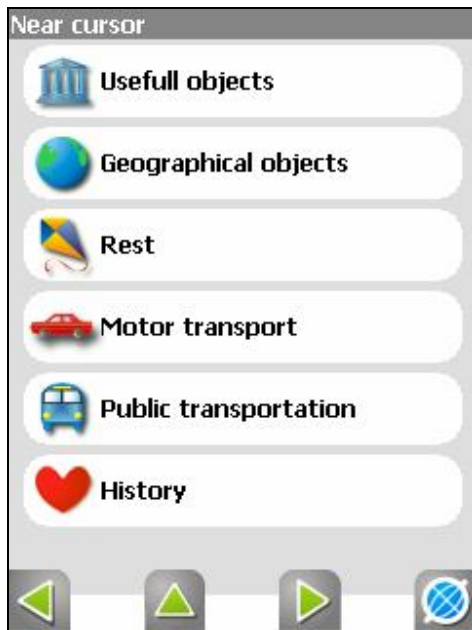 Near cursor
Usefull objects
Geographical objects
Rest
Motor transport
Public transportation
History